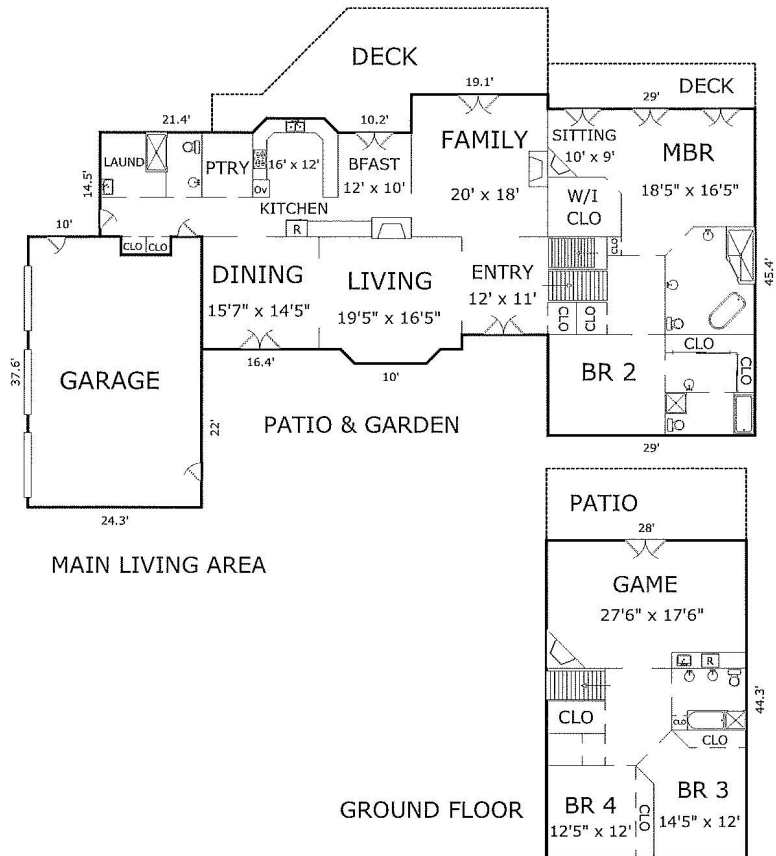 DECK
19.1'
DECK
29'
21.4'
10.2'
FAMILY
20' x 18'
SITTING
10' x 9'
MBR
18'5" x 16'5"
LAUND
PTRY
16' x 12'
BFAST
12' x 10'
14.5'
Ov
KITCHEN
R
W/I
CLO
CLO
10'
CLO
CLO
DINING
15'7" x 14'5"
LIVING
19'5" x 16'5"
ENTRY
12' x 11'
45.4'
CLO
CLO
CLO
CLO
16.4'
10'
BR 2
37.6'
GARAGE
22'
PATIO & GARDEN
29'
24.3'
MAIN LIVING AREA
PATIO
28'
GAME
27'6" x 17'6"
R
44.3'
CLO
CLO
BR 3
14'5" x 12'
BR 4
12'5" x 12'
CLO
GROUND FLOOR